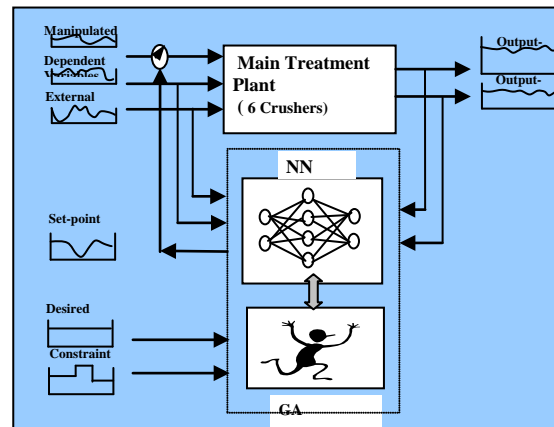 Manipulated
Dependent
Variables
External
Main Treatment
Plant
( 6 Crushers)
Output-
Output-
NN
Set-point
Desired
Constraint
GA